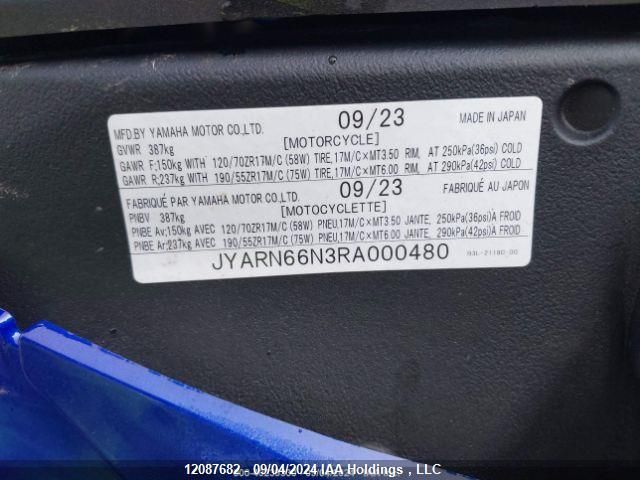 MFD.BY YAMAHA MOTOR CO.,LTD. 09/23 MADE IN JAPAN
GVWR 387kg [MOTORCYCLE]
GAWR F;150kg WITH 120/70ZR17M/C (58W) TIRE,17M/C×MT3.50 RIM, AT 250kPa(36psi) COLD
GAWR R;237kg WITH 190/55ZR17M/C (75W) TIRE,17M/C×MT6.00 RIM, AT 290kPa(42psi) COLD
FABRIQUÉ PAR YAMAHA MOTOR CO.,LTD. 09/23 FABRIQUÉ AU JAPON
PNBV 387kg [MOTOCYCLETTE]
PNBE Av;150kg AVEC 120/70ZR17M/C (58W) PNEU,17M/C×MT3.50 JANTE, 250kPa(36psi)À FROID
PNBE Ar;237kg AVEC 190/55ZR17M/C (75W) PNEU,17M/C×MT6.00 JANTE, 290kPa(42psi)À FROID
JYARN66N3RA000480
12087682 - 09/04/2024 IAA Holdings , LLC